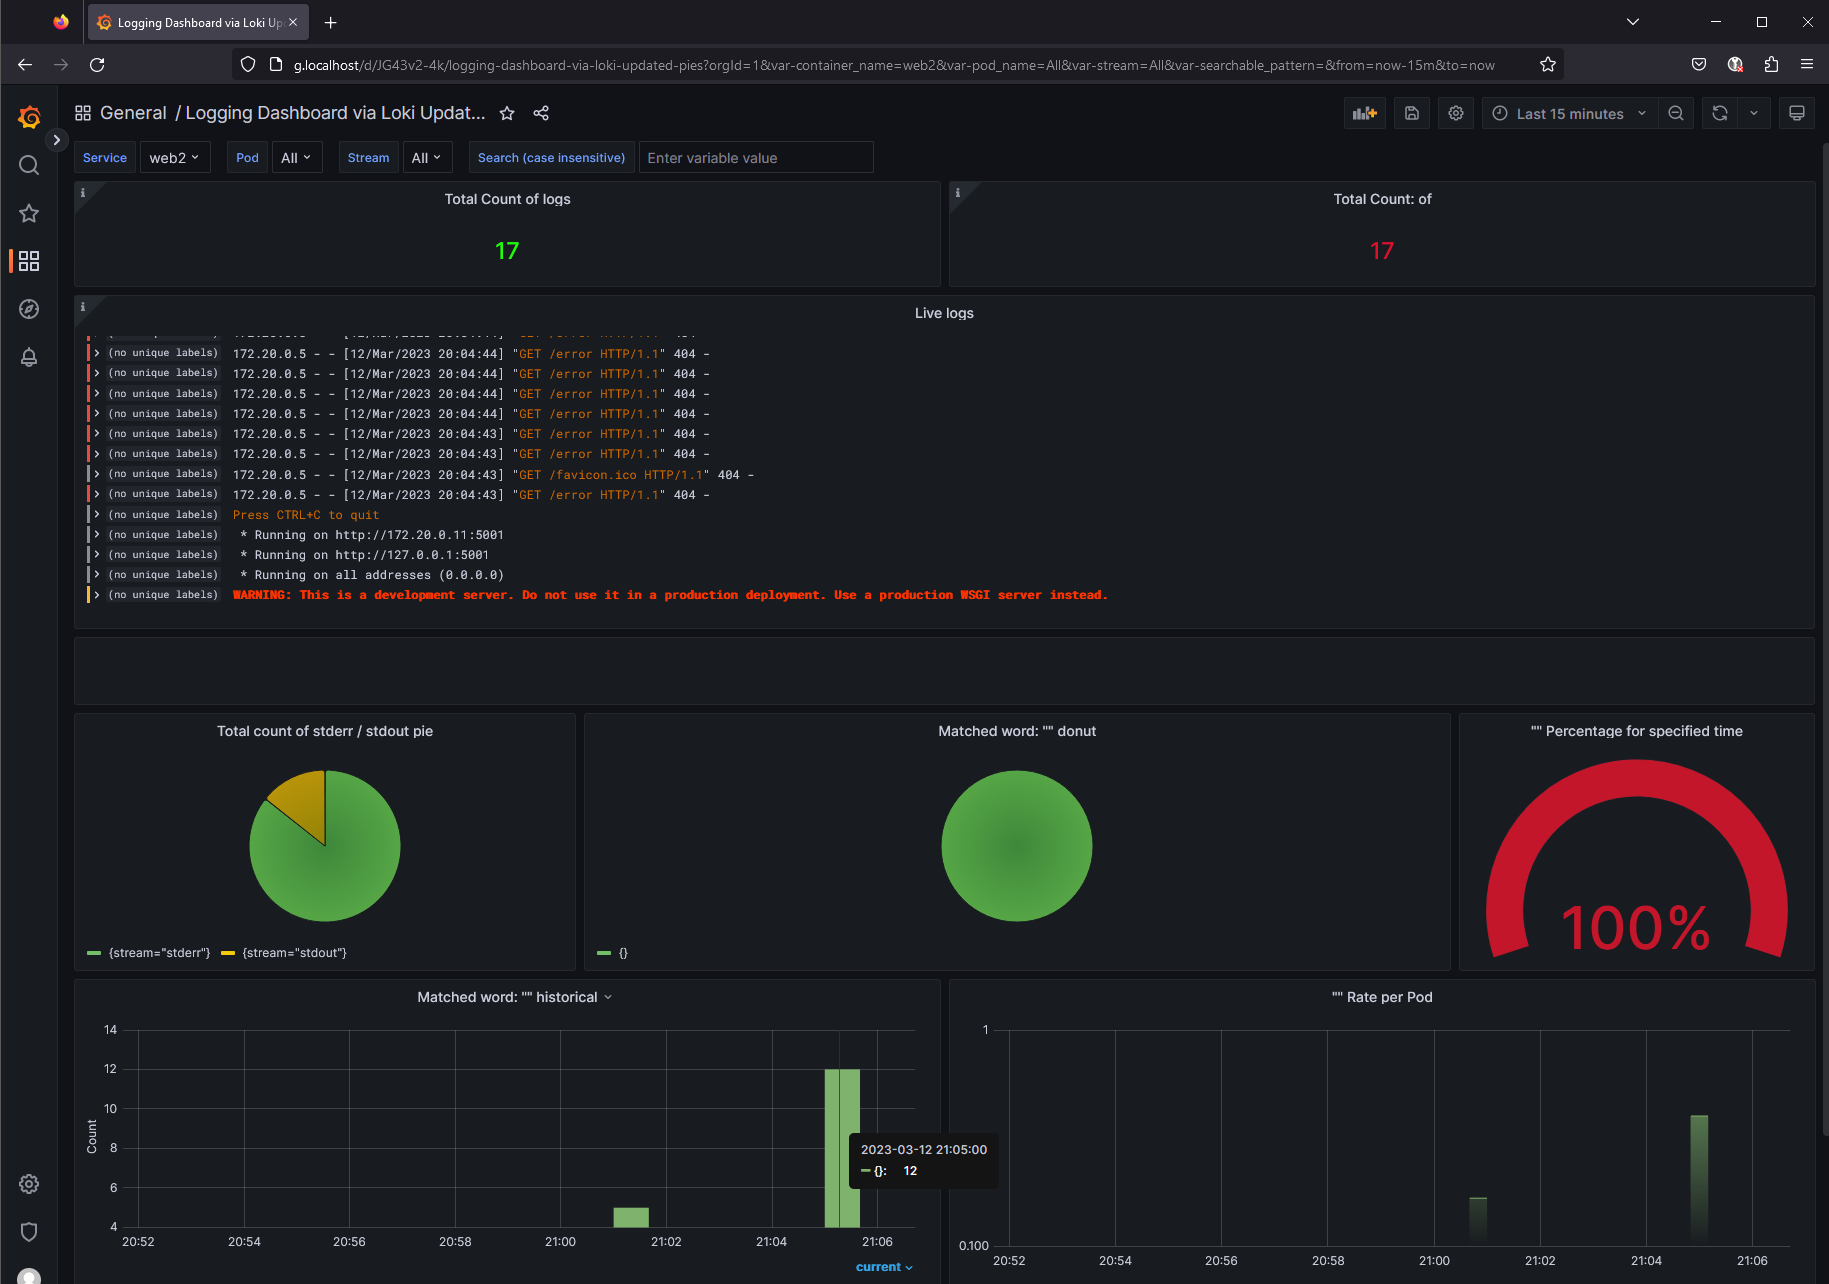 Logging Dashboard via Loki Up
g.localhost/d/JG43v2-4k/logging-dashboard-via-loki-updated-pies?orgId=1&var-container_name=web2&var-pod_name=All&var-stream=All&var-searchable_pattern=&from=now-15m&to=now
General / Logging Dashboard via Loki Updat...
Last 15 minutes
Service web2 Pod All Stream All Search (case insensitive) Enter variable value
Total Count of logs
17
Total Count: of
17
Live logs
(no unique labels) 172.20.0.5 - - [12/Mar/2023 20:04:44] "GET /error HTTP/1.1" 404 -
(no unique labels) 172.20.0.5 - - [12/Mar/2023 20:04:44] "GET /error HTTP/1.1" 404 -
(no unique labels) 172.20.0.5 - - [12/Mar/2023 20:04:44] "GET /error HTTP/1.1" 404 -
(no unique labels) 172.20.0.5 - - [12/Mar/2023 20:04:44] "GET /error HTTP/1.1" 404 -
(no unique labels) 172.20.0.5 - - [12/Mar/2023 20:04:43] "GET /error HTTP/1.1" 404 -
(no unique labels) 172.20.0.5 - - [12/Mar/2023 20:04:43] "GET /error HTTP/1.1" 404 -
(no unique labels) 172.20.0.5 - - [12/Mar/2023 20:04:43] "GET /favicon.ico HTTP/1.1" 404 -
(no unique labels) 172.20.0.5 - - [12/Mar/2023 20:04:43] "GET /error HTTP/1.1" 404 -
(no unique labels) Press CTRL+C to quit
(no unique labels) * Running on http://172.20.0.11:5001
(no unique labels) * Running on http://127.0.0.1:5001
(no unique labels) * Running on all addresses (0.0.0.0)
(no unique labels) WARNING: This is a development server. Do not use it in a production deployment. Use a production WSGI server instead.
Total count of stderr / stdout pie
{stream="stderr"} {stream="stdout"}
Matched word: "" donut
{}
"" Percentage for specified time
100%
Matched word: "" historical
Count
14
12
10
8
6
4
20:52 20:54 20:56 20:58 21:00 21:02 21:04 21:06
2023-03-12 21:05:00
{}: 12
current
"" Rate per Pod
1
0.100
20:52 20:54 20:56 20:58 21:00 21:02 21:04 21:06